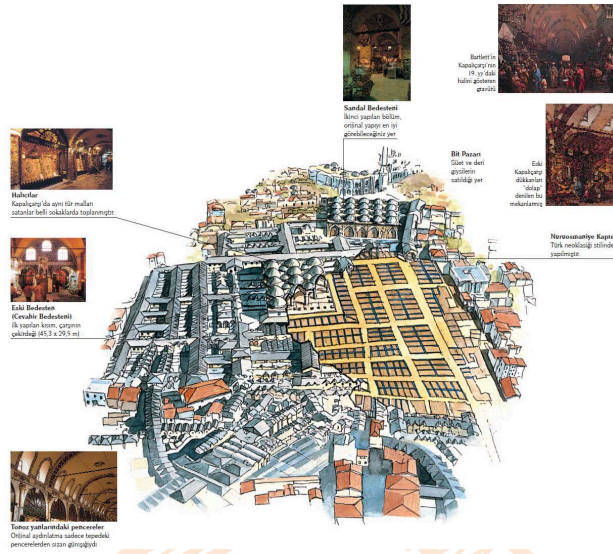 Bartlett'in
Kapalıçarşı'nın
19. yy'daki
halini gösteren
gravürü
Sandal Bedesteni
İkinci yapılan bölüm,
orijinal yapıyı en iyi
görebileceğiniz yer
Bit Pazarı
Süet ve deri
giysilerin
satıldığı yer
Eski
Kapalıçarşı
dükkanları
"dolap"
denilen bu
mekanlarmış
Halıcılar
Kapalıçarşı'da aynı tür malları
satanlar belli sokaklarda toplanmıştır
Nuruosmaniye Kapıs
Türk neoklasiği stilinde
yapılmıştır
Eski Bedesten
(Cevahir Bedesteni)
ilk yapılan kısım, çarşının
çekirdeği (45,3 x 29,5 m)
Tonoz yanlarındaki pencereler
Orijinal aydınlatma sadece tepedeki
pencerelerden sızan günışığıydı